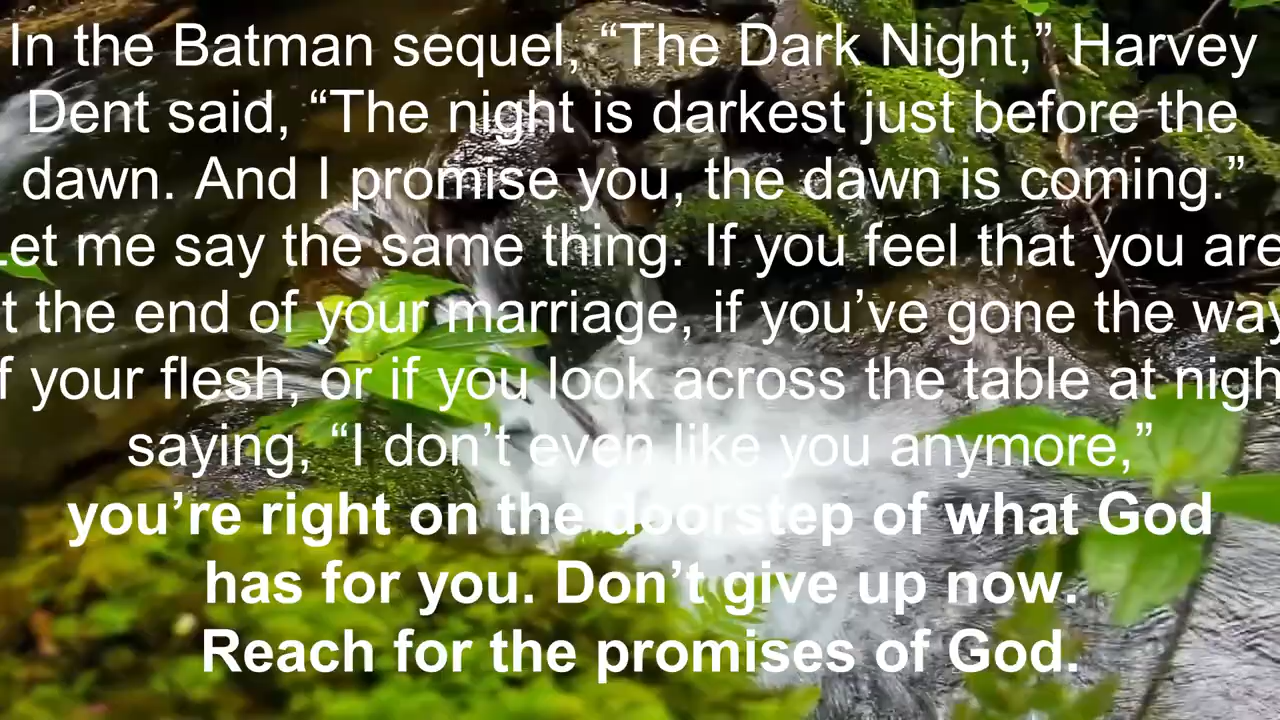 In the Batman sequel, “The Dark Night,” Harvey
Dent said, “The night is darkest just before the
dawn. And I promise you, the dawn is coming.”
Let me say the same thing. If you feel that you are
t the end of your marriage, if you’ve gone the way
f your flesh, or if you look across the table at nigh
saying, “I don’t even like you anymore,”
you’re right on the doorstep of what God
has for you. Don’t give up now.
Reach for the promises of God.